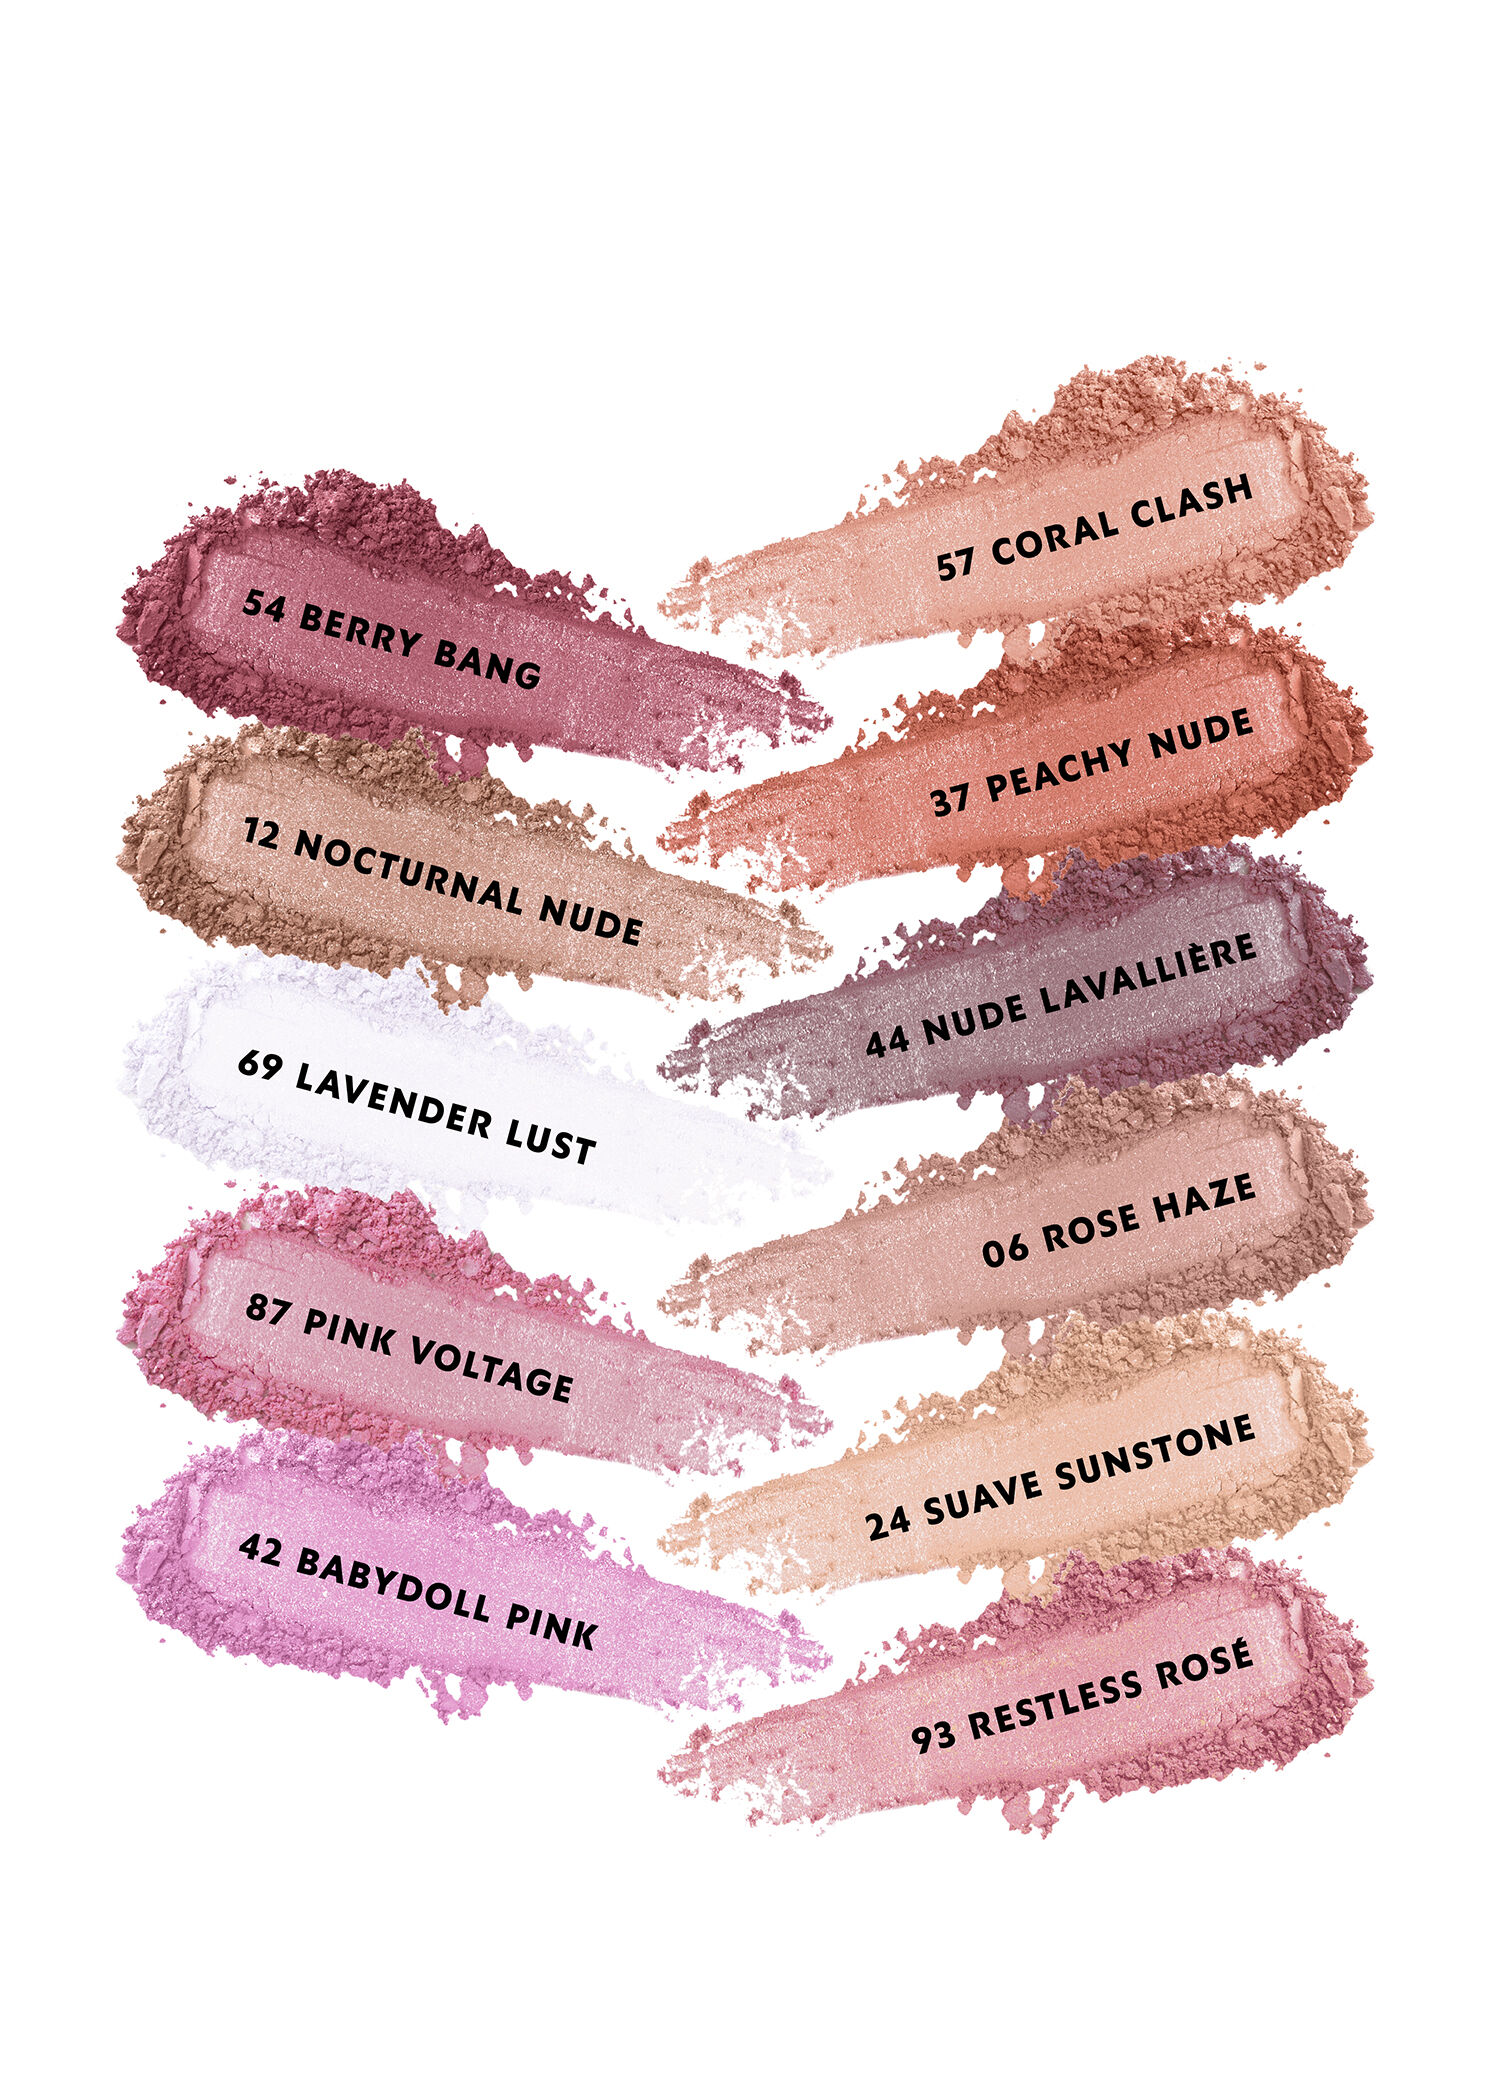 54 BERRY BANG
12 NOCTURNAL NUDE
69 LAVENDER LUST
87 PINK VOLTAGE
42 BABYDOLL PINK
57 CORAL CLASH
37 PEACHY NUDE
44 NUDE LAVALLIÈRE
06 ROSE HAZE
24 SUAVE SUNSTONE
93 RESTLESS ROSÉ